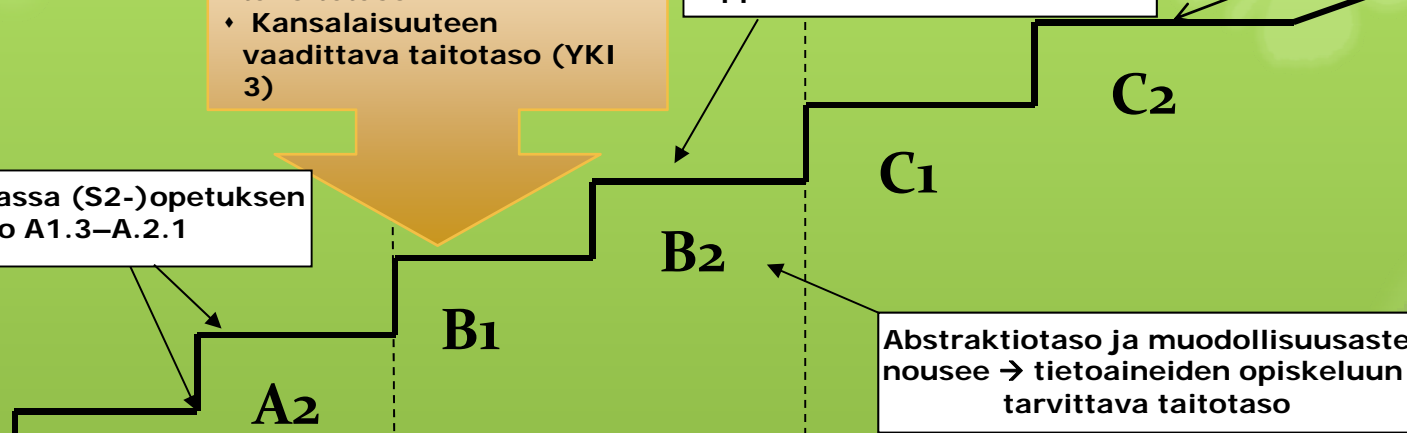 ♦ Kansalaisuuteen
vaadittava taitotaso (YKI
3)
C2
C1
assa (S2-)opetuksen
o A1.3–A.2.1
B2
B1
Abstraktiotaso ja muodollisuusaste
nousee → tietoaineiden opiskeluun
tarvittava taitotaso
A2